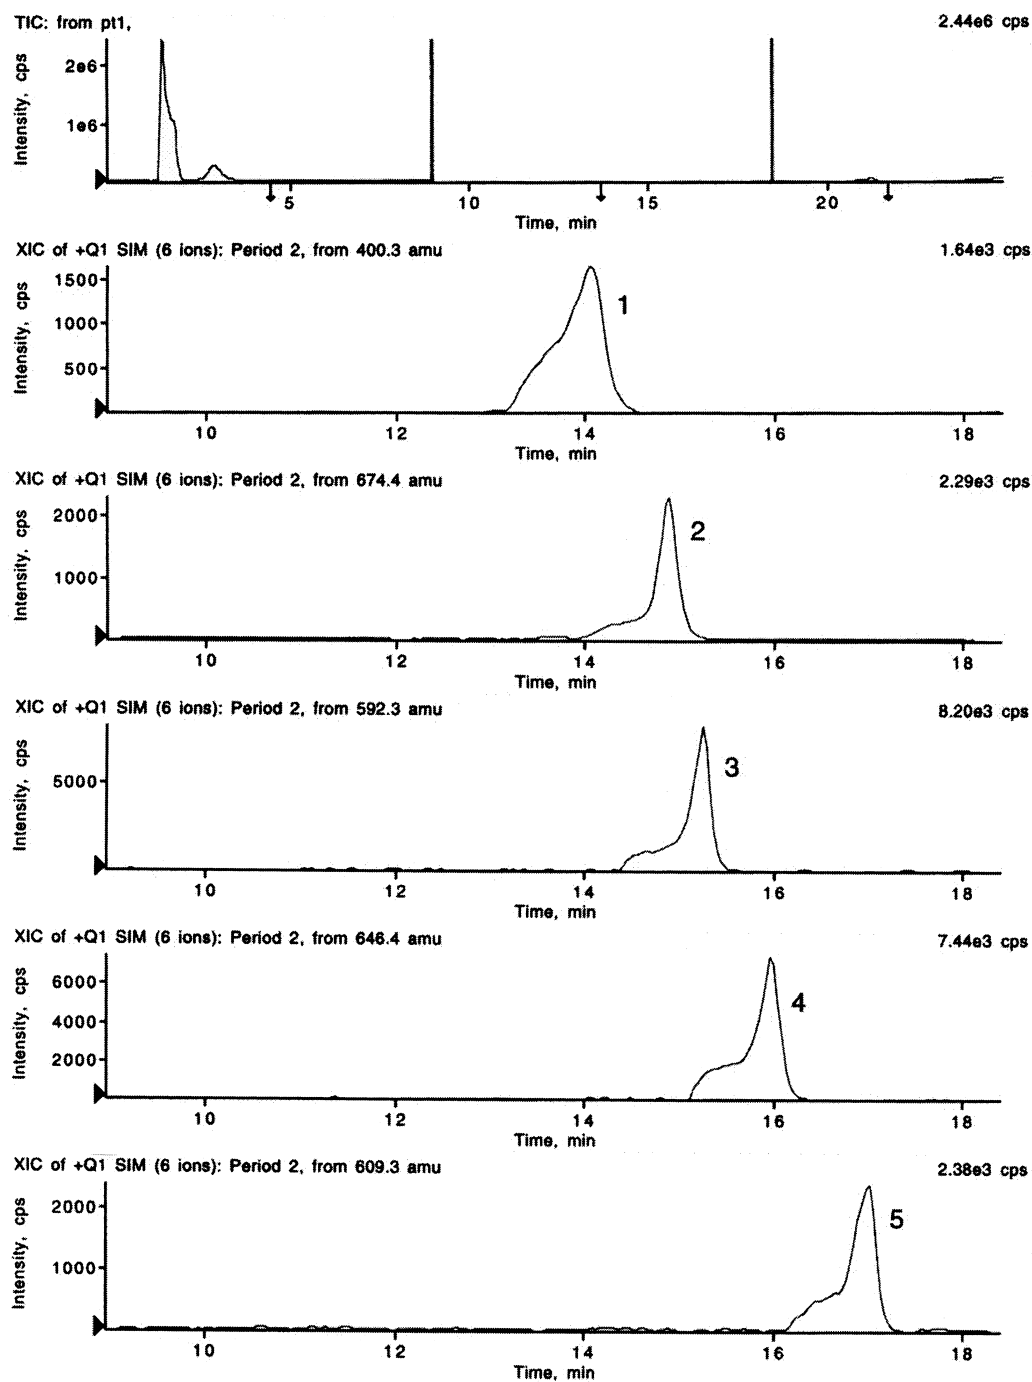 TIC: from pt1, 2.44e6 cps
Intensity, cps
2e6
1e6
5 10 15 20
Time, min
XIC of +Q1 SIM (6 ions): Period 2, from 400.3 amu 1.64e3 cps
Intensity, cps
1500
1000
500
1
10 12 14 16 18
Time, min
XIC of +Q1 SIM (6 ions): Period 2, from 674.4 amu 2.29e3 cps
Intensity, cps
2000
1000
2
10 12 14 16 18
Time, min
XIC of +Q1 SIM (6 ions): Period 2, from 592.3 amu 8.20e3 cps
Intensity, cps
5000
3
10 12 14 16 18
Time, min
XIC of +Q1 SIM (6 ions): Period 2, from 646.4 amu 7.44e3 cps
Intensity, cps
6000
4000
2000
4
10 12 14 16 18
Time, min
XIC of +Q1 SIM (6 ions): Period 2, from 609.3 amu 2.38e3 cps
Intensity, cps
2000
1000
5
10 12 14 16 18
Time, min